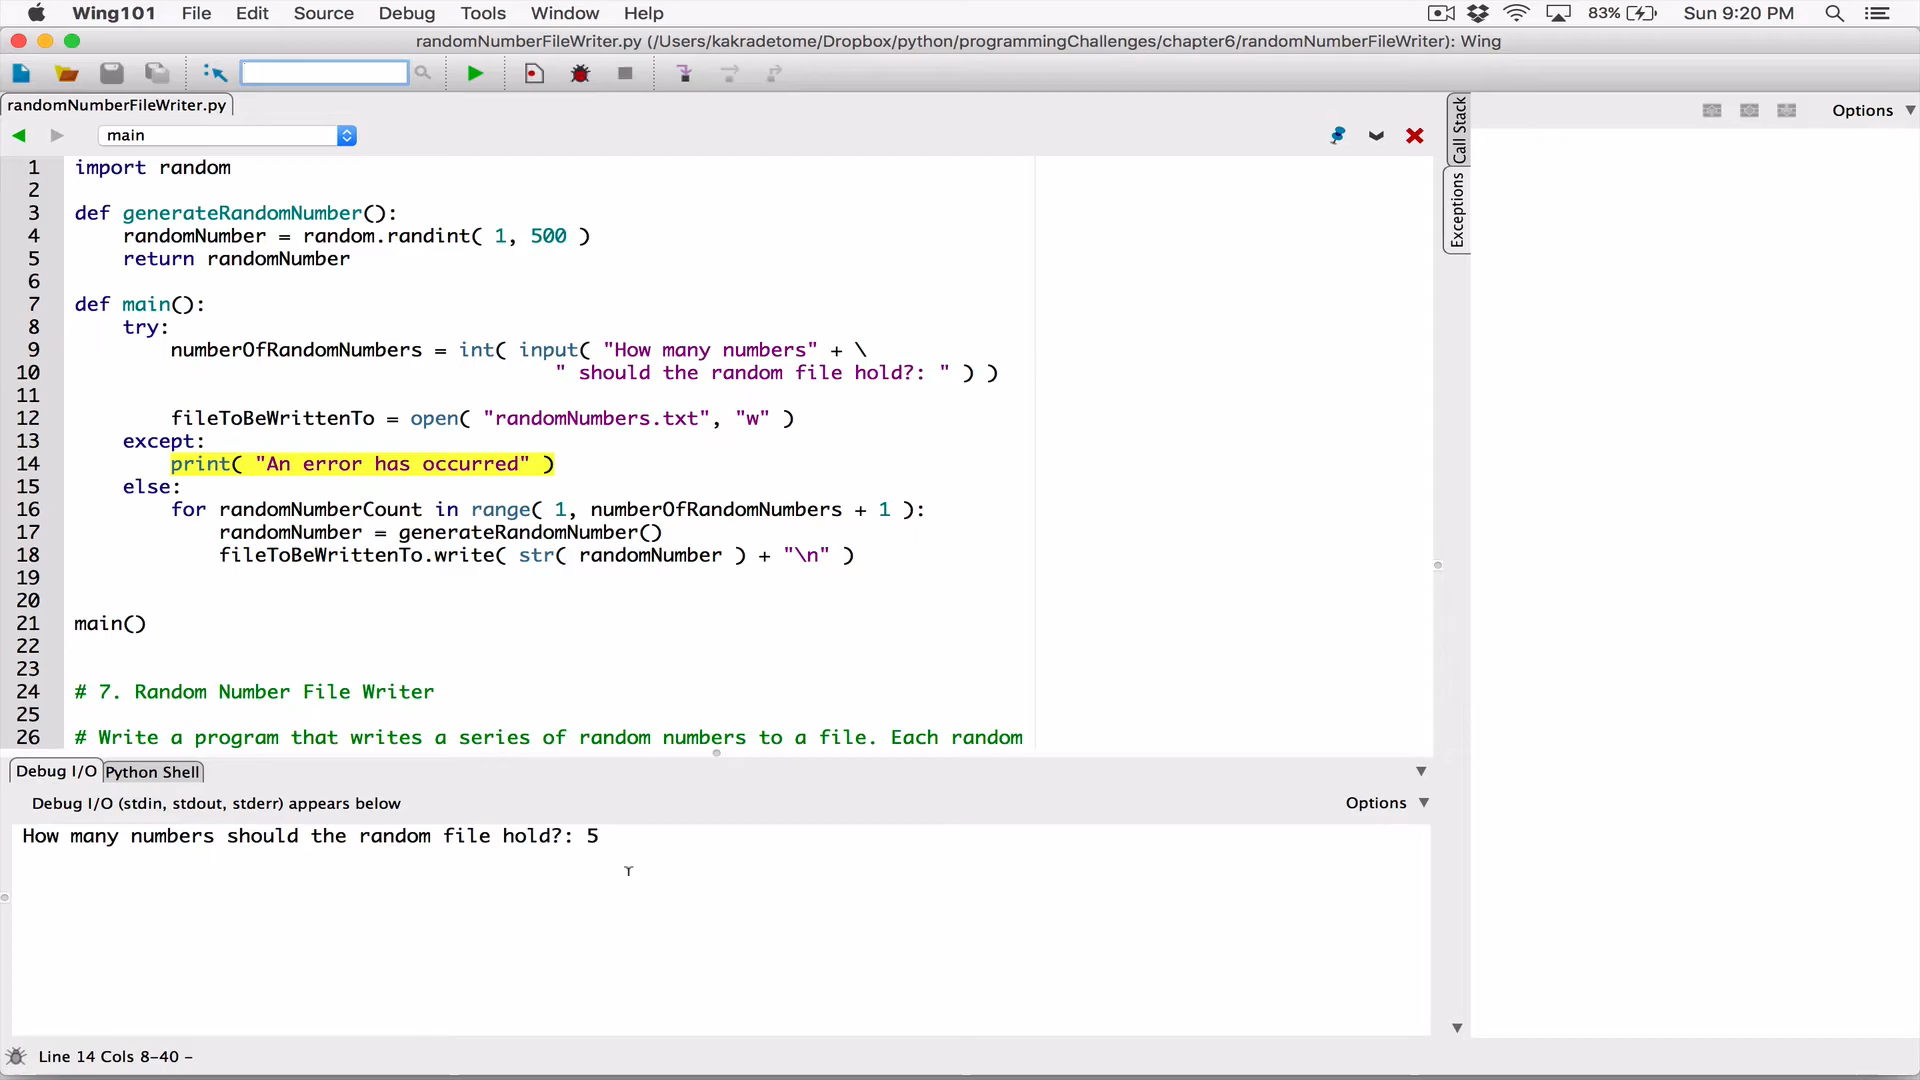 Wing101 File Edit Source Debug Tools Window Help 83% Sun 9:20 PM
randomNumberFileWriter.py (/Users/kakradetome/Dropbox/python/programmingChallenges/chapter6/randomNumberFileWriter): Wing
randomNumberFileWriter.py
Options
main
Call Stack
Exceptions
1 import random
2
3 def generateRandomNumber():
4 randomNumber = random.randint( 1, 500 )
5 return randomNumber
6
7 def main():
8 try:
9 numberOfRandomNumbers = int( input( "How many numbers" + \
10 " should the random file hold?: " ) )
11
12 fileToBeWrittenTo = open( "randomNumbers.txt", "w" )
13 except:
14 print( "An error has occurred" )
15 else:
16 for randomNumberCount in range( 1, numberOfRandomNumbers + 1 ):
17 randomNumber = generateRandomNumber()
18 fileToBeWrittenTo.write( str( randomNumber ) + "\n" )
19
20
21 main()
22
23
24 # 7. Random Number File Writer
25
26 # Write a program that writes a series of random numbers to a file. Each random
Debug I/O Python Shell
Debug I/O (stdin, stdout, stderr) appears below Options
How many numbers should the random file hold?: 5
Line 14 Cols 8-40 -